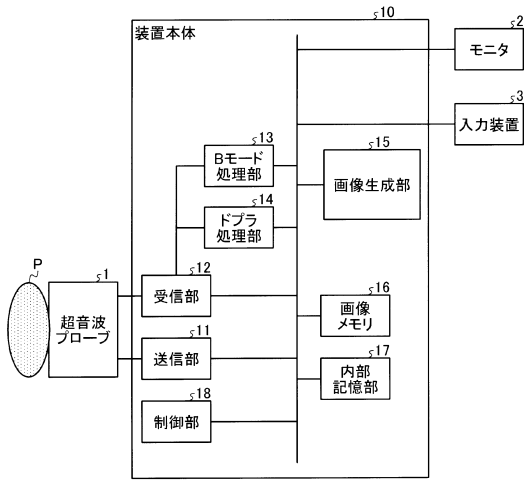 10
装置本体
2
モニタ
3
入力装置
13
Bモード
処理部
15
画像生成部
14
ドプラ
処理部
P
1
超音波
プローブ
12
受信部
16
画像
メモリ
11
送信部
17
内部
記憶部
18
制御部